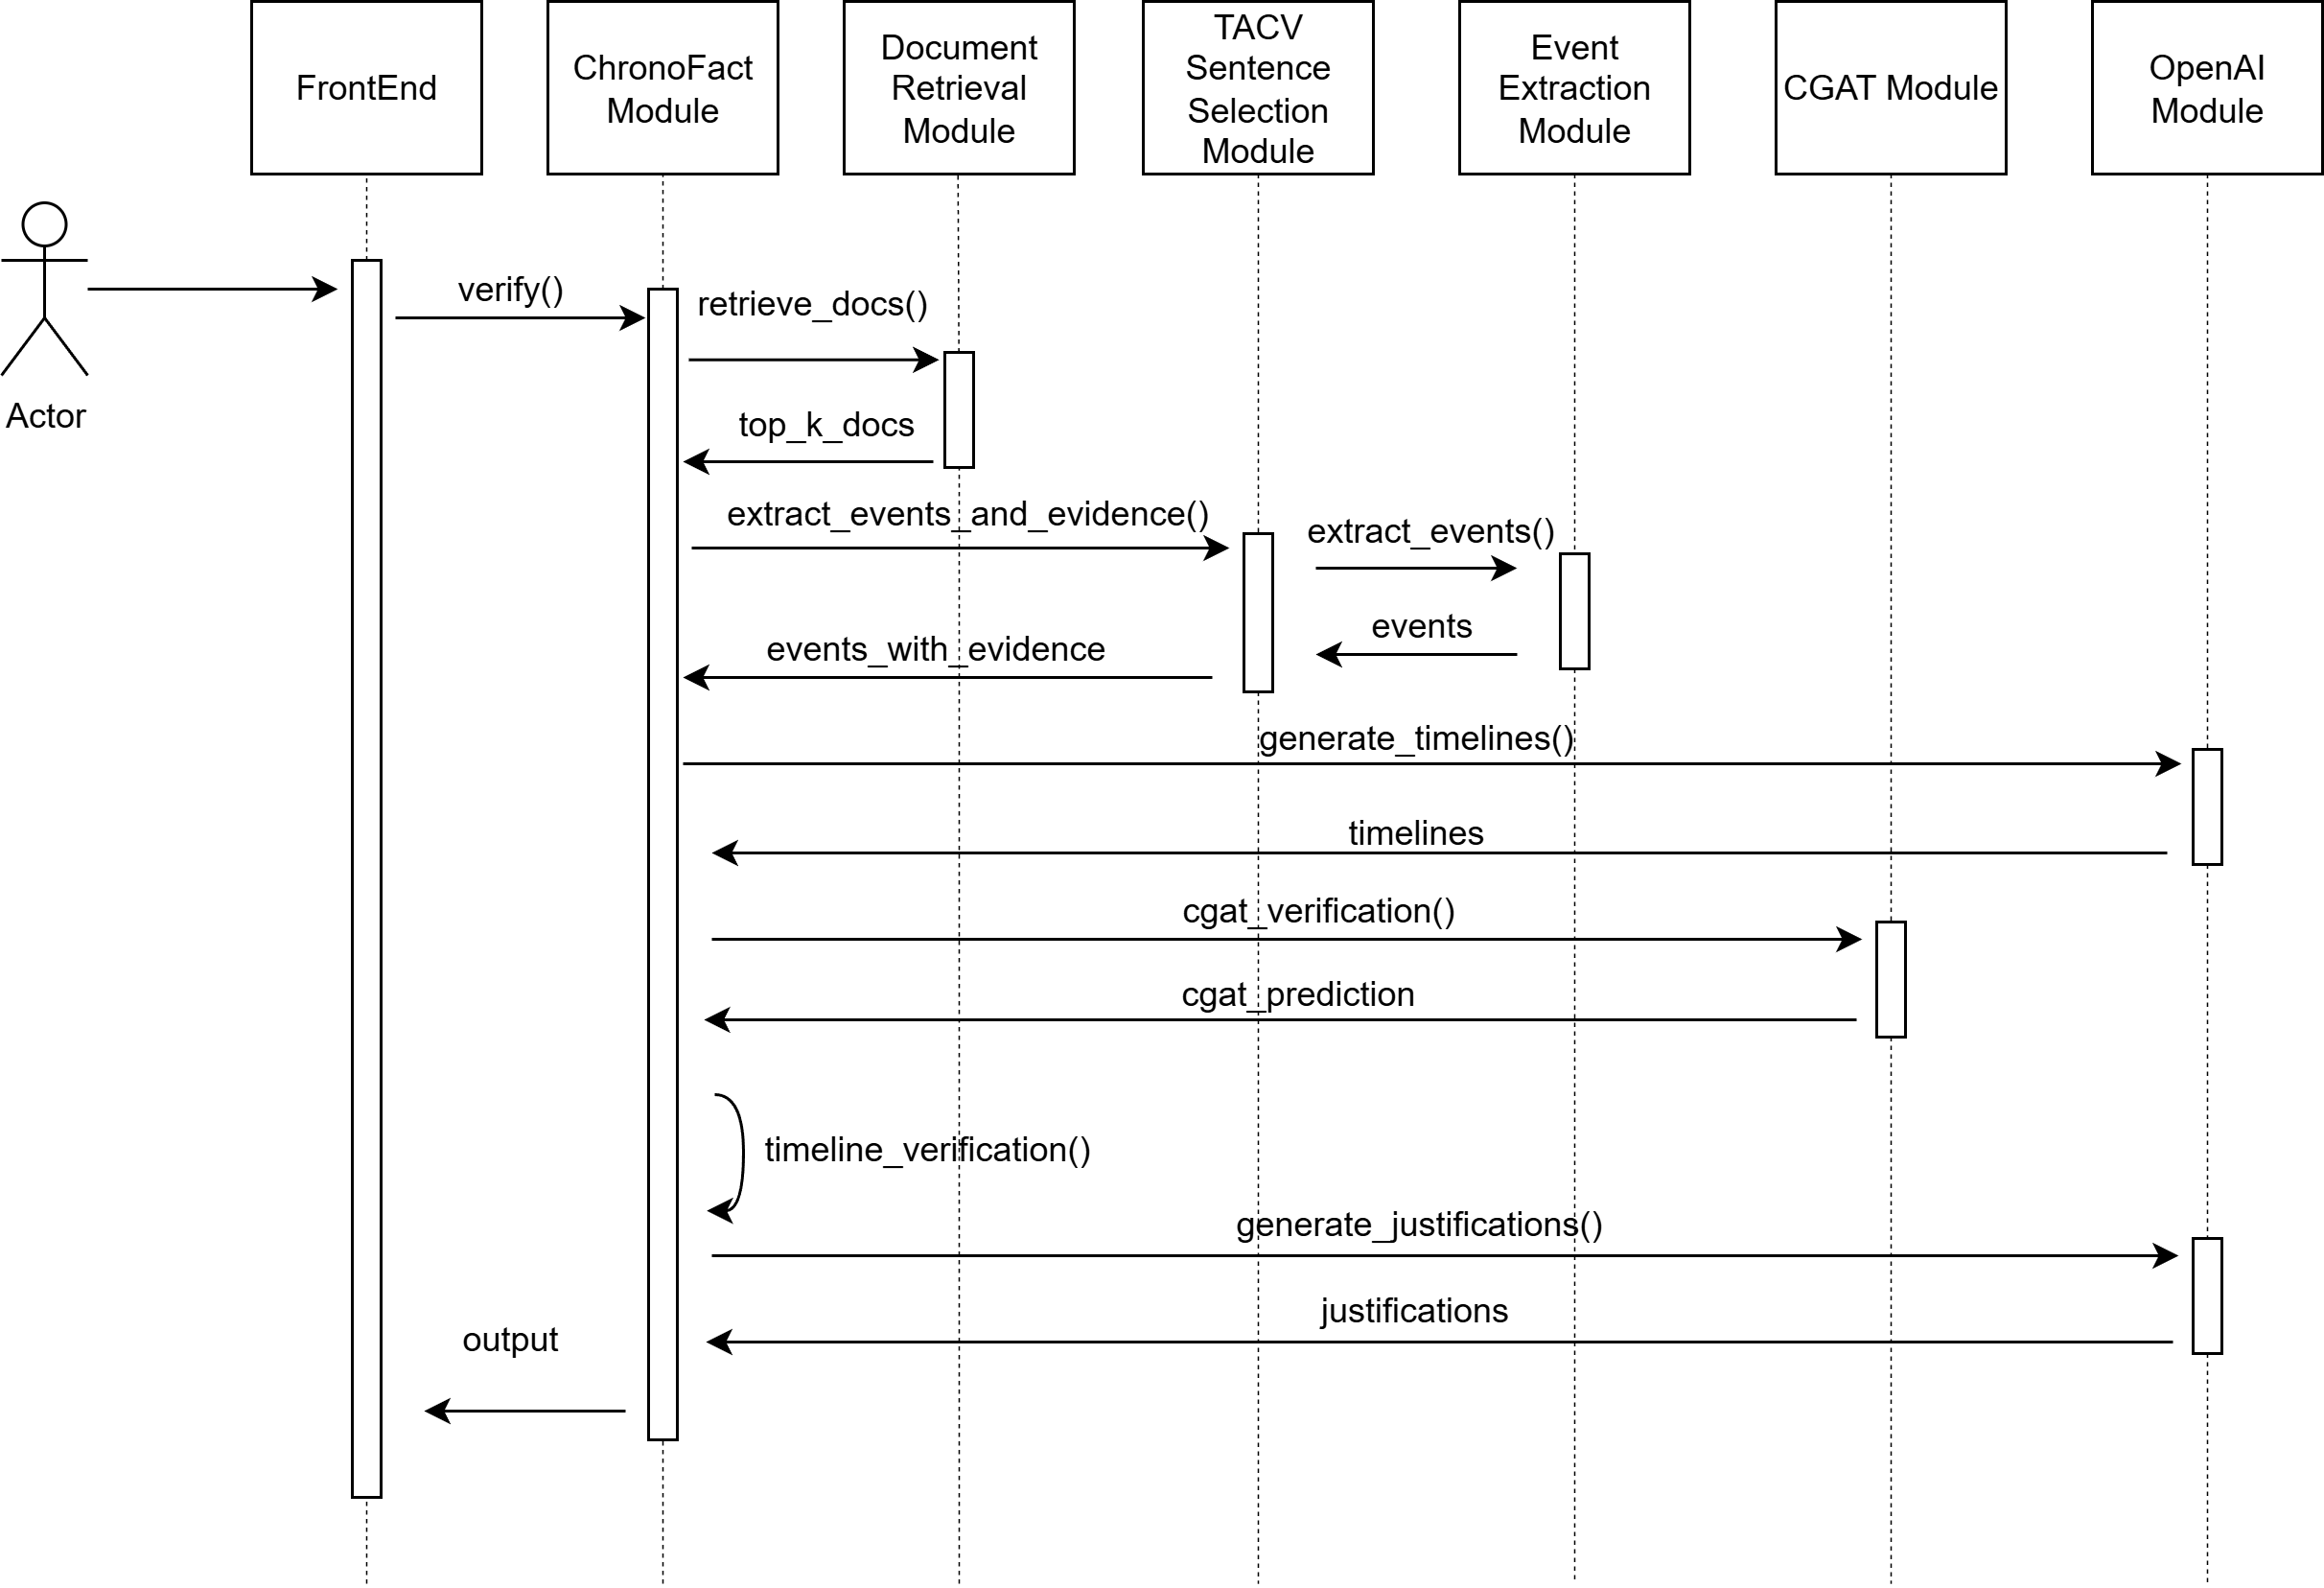 FrontEnd
ChronoFact
Module
Document
Retrieval
Module
TACV
Sentence
Selection
Module
Event
Extraction
Module
CGAT Module
OpenAI
Module
Actor
verify()
retrieve_docs()
top_k_docs
extract_events_and_evidence()
extract_events()
events
events_with_evidence
generate_timelines()
timelines
cgat_verification()
cgat_prediction
timeline_verification()
generate_justifications()
justifications
output